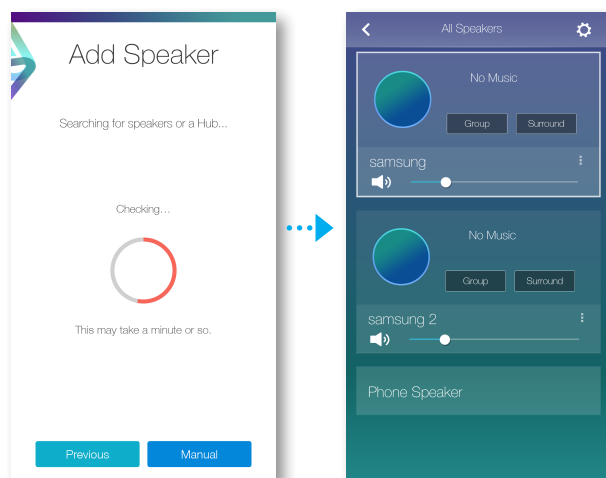 Add Speaker
Searching for speakers or a Hub...
Checking...
This may take a minute or so.
Previous
Manual
All Speakers
No Music
Group
Surround
samsung
No Music
Group
Surround
samsung 2
Phone Speaker